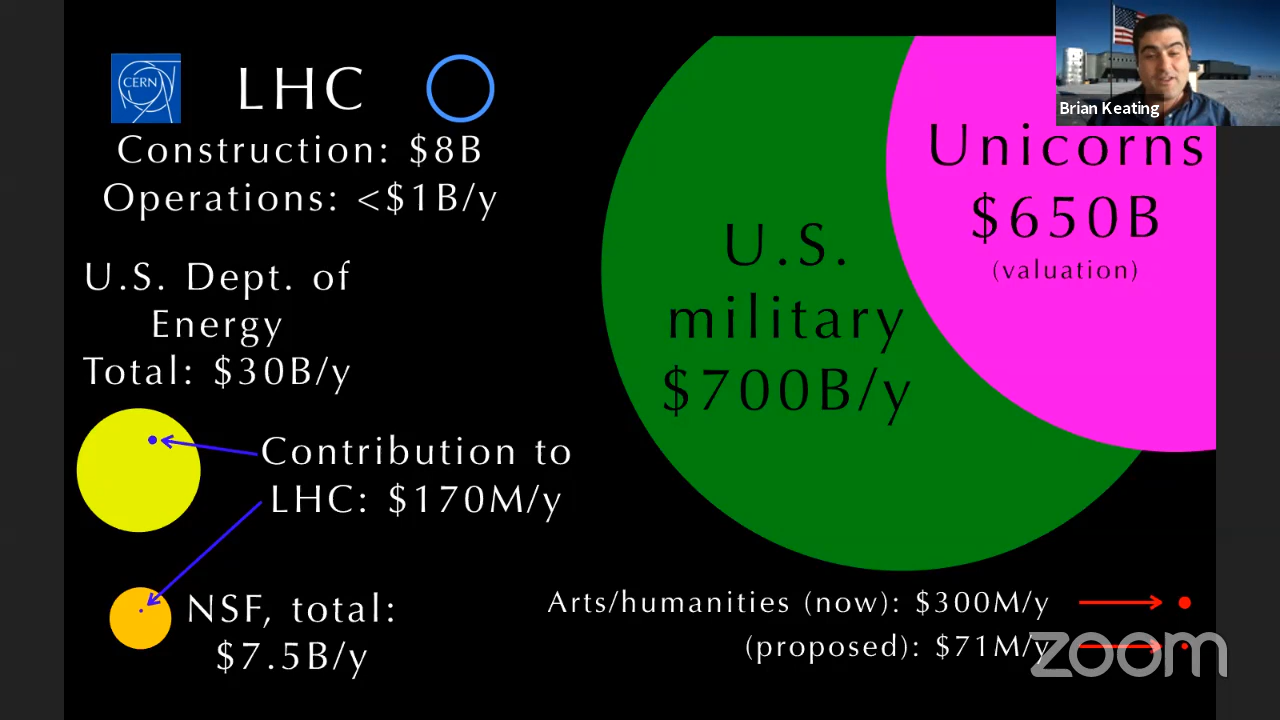 CERN
LHC
Construction: $8B
Operations: <$1B/y
U.S. Dept. of
Energy
Total: $30B/y
Contribution to
LHC: $170M/y
NSF, total:
$7.5B/y
U.S.
military
$700B/y
Brian Keating
Unicorns
$650B
(valuation)
Arts/humanities (now): $300M/y
(proposed): $71M/y
zoom